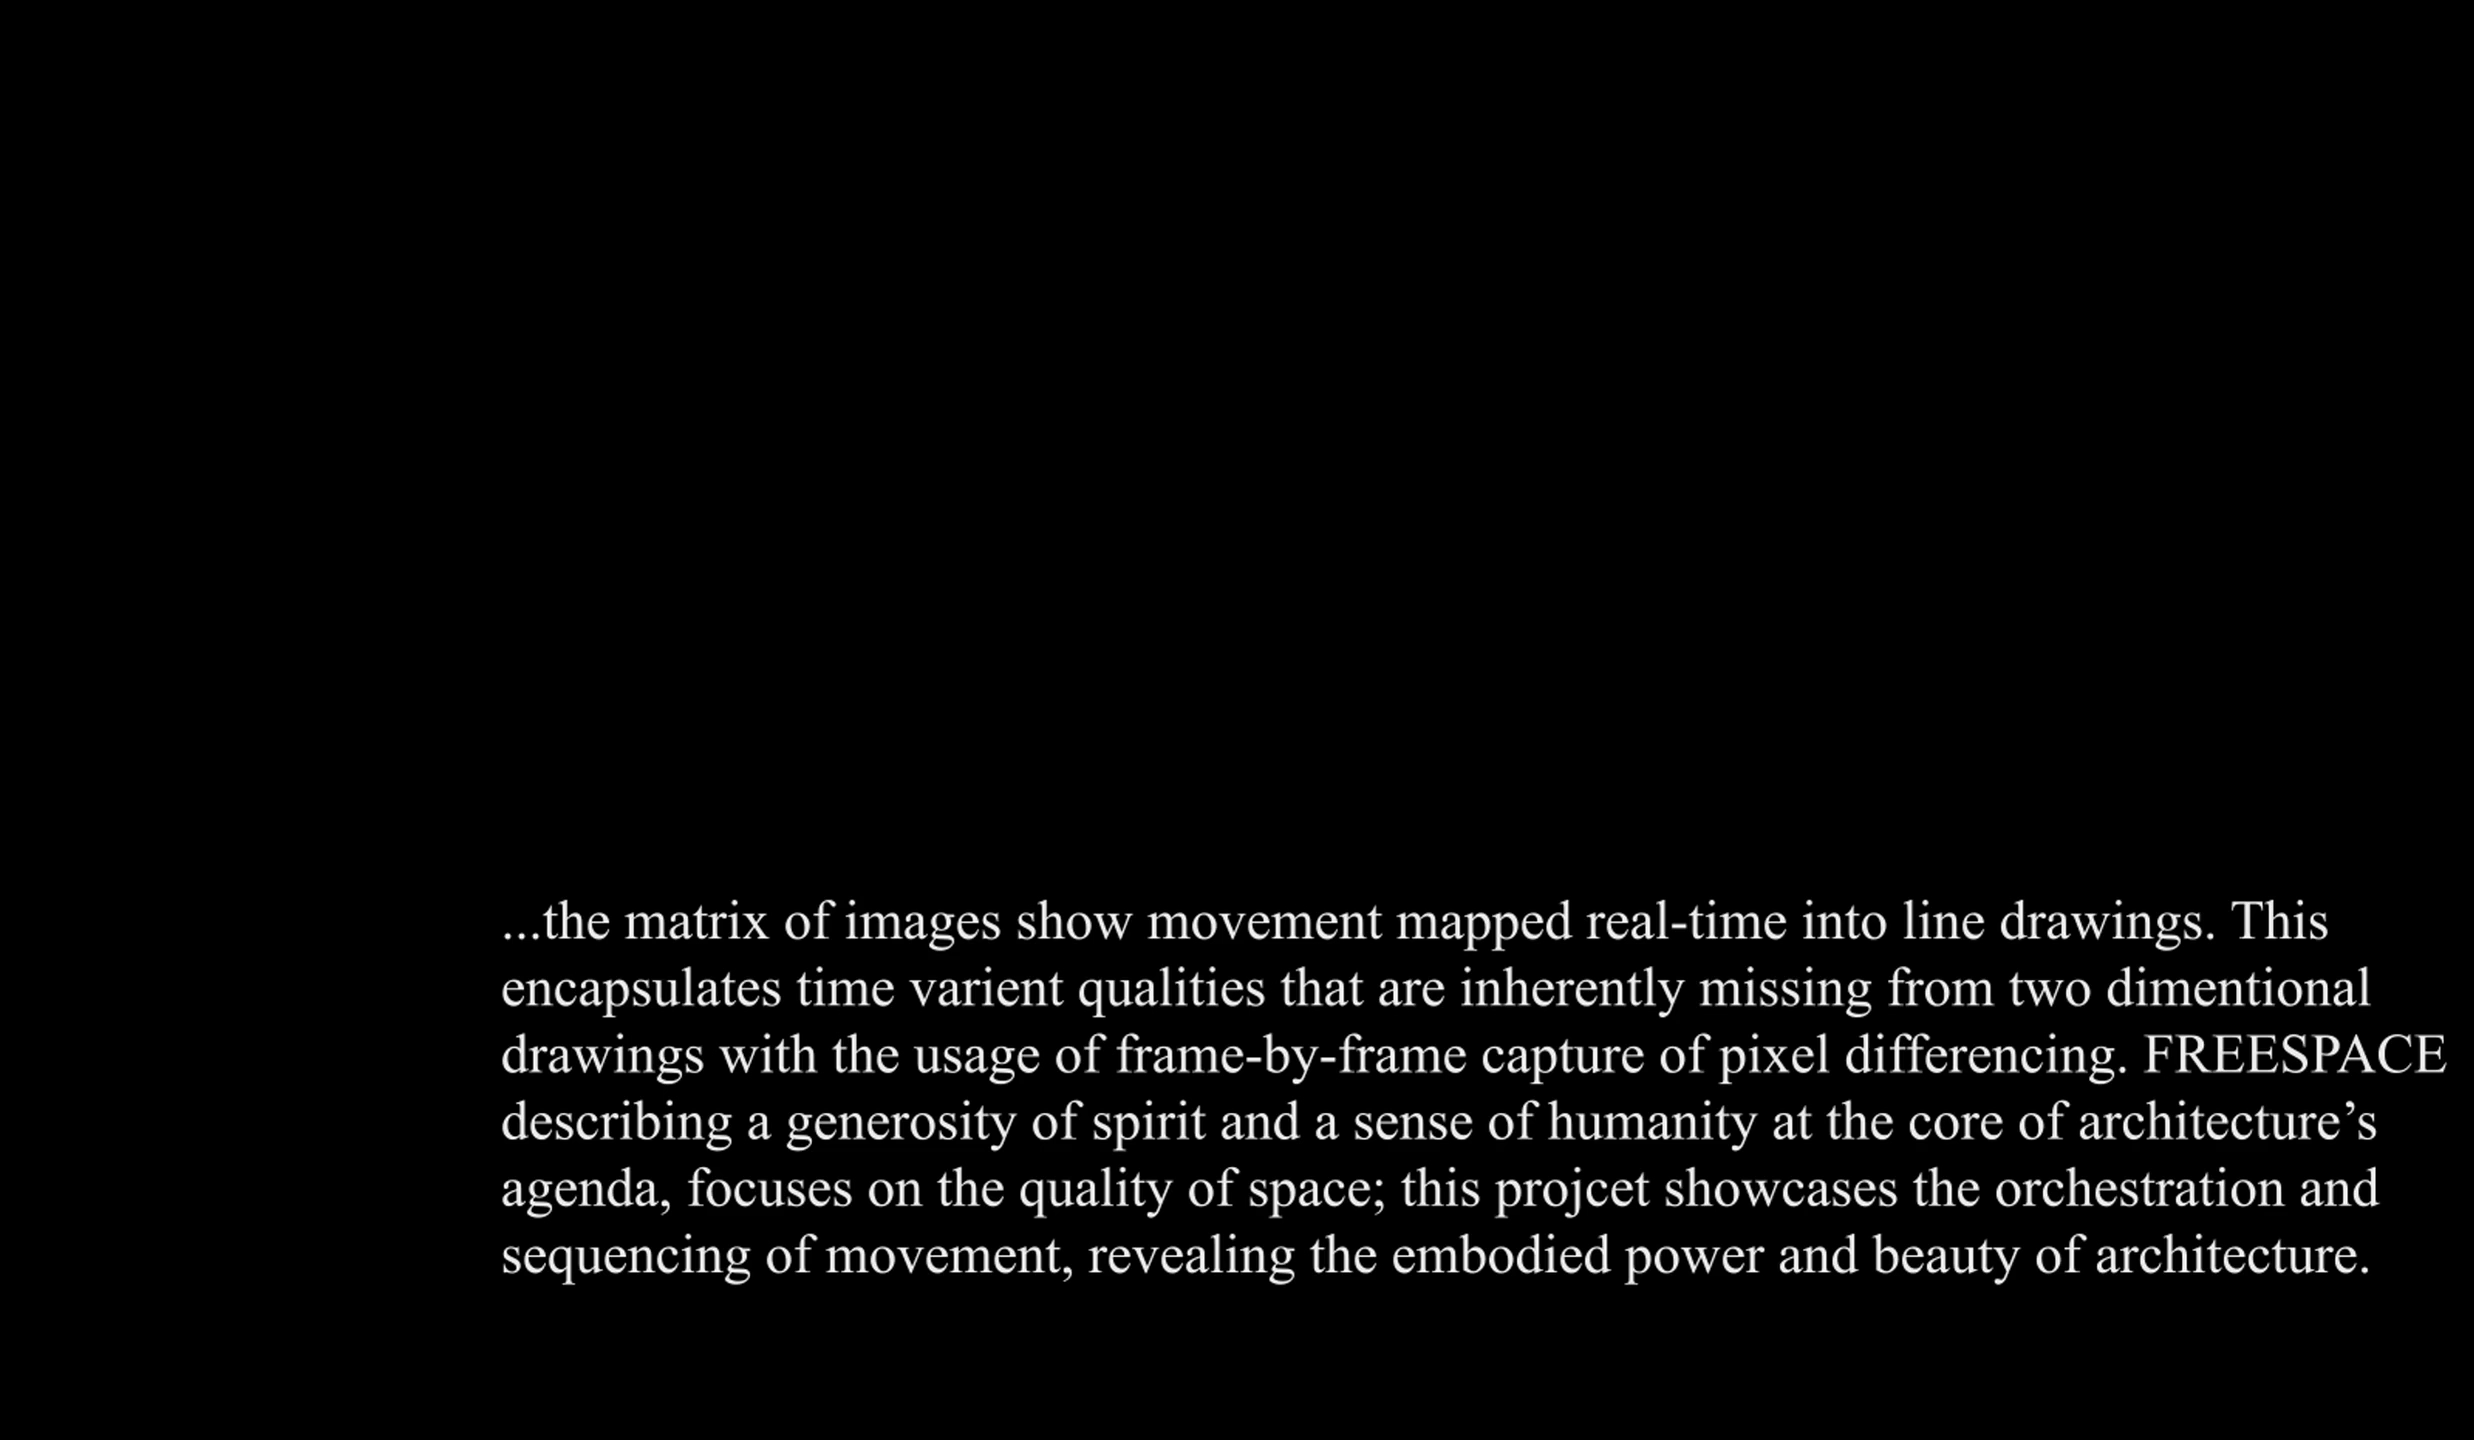 ...the matrix of images show movement mapped real-time into line drawings. This
encapsulates time varient qualities that are inherently missing from two dimentional
drawings with the usage of frame-by-frame capture of pixel differencing. FREESPACE
describing a generosity of spirit and a sense of humanity at the core of architecture’s
agenda, focuses on the quality of space; this projcet showcases the orchestration and
sequencing of movement, revealing the embodied power and beauty of architecture.